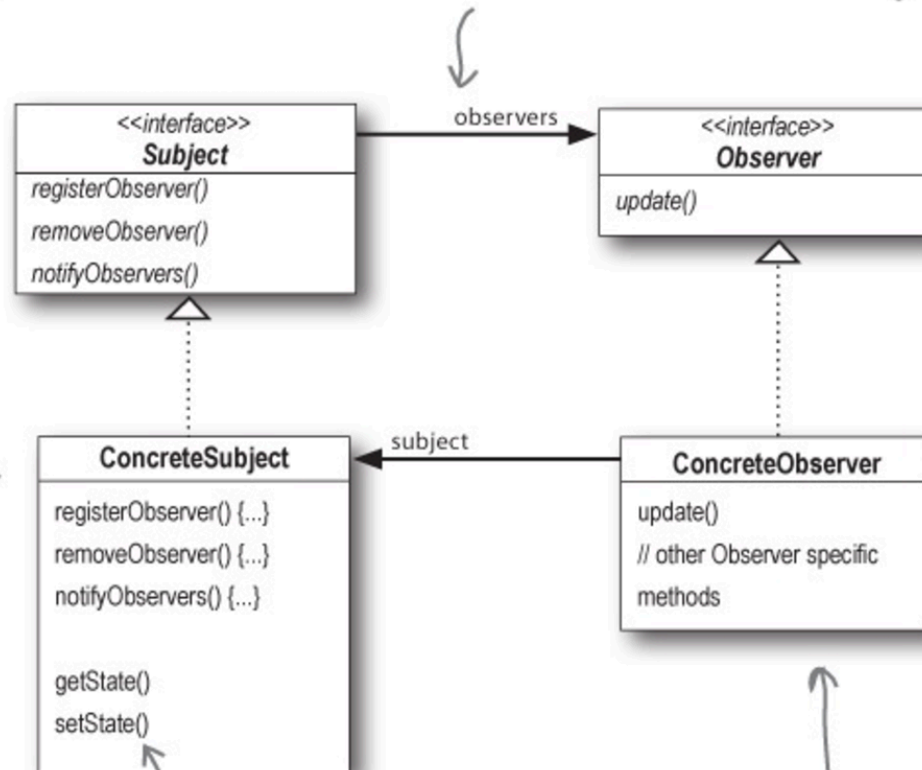 observers
<<interface>>
Subject
registerObserver()
removeObserver()
notifyObservers()
<<interface>>
Observer
update()
subject
ConcreteSubject
registerObserver() {...}
removeObserver() {...}
notifyObservers() {...}
getState()
setState()
ConcreteObserver
update()
// other Observer specific
methods